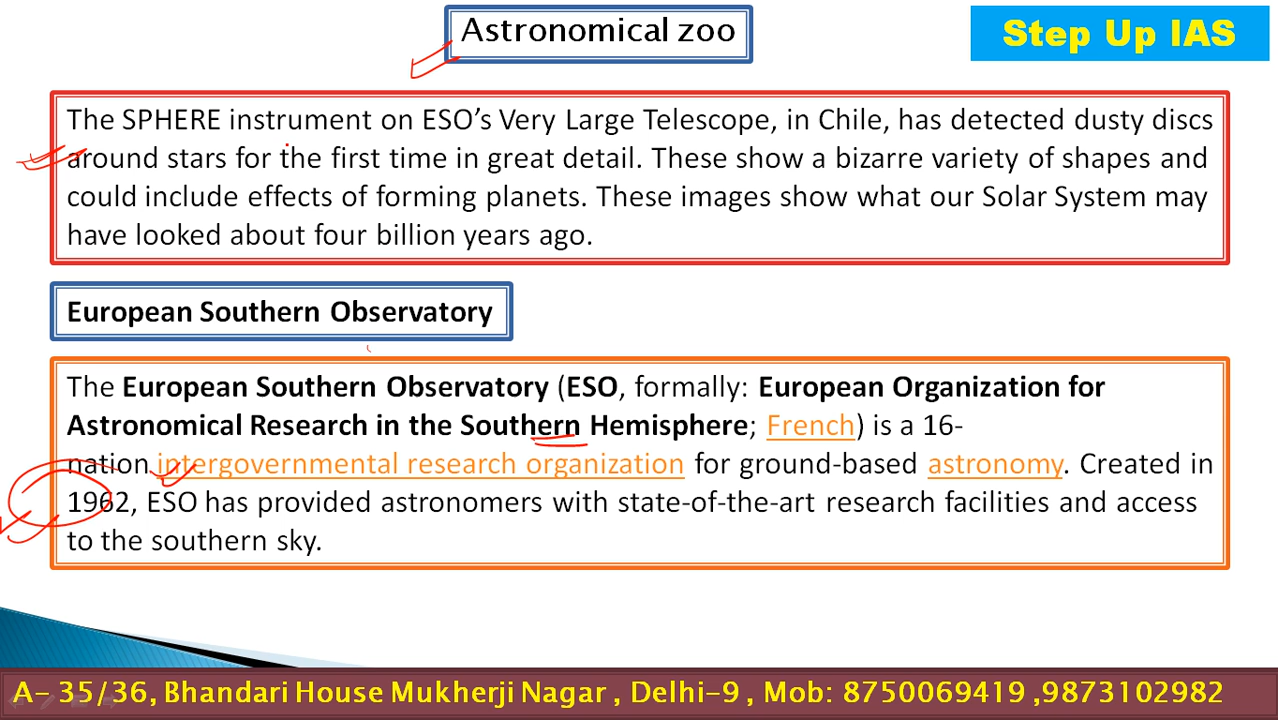 Astronomical zoo
Step Up IAS
The SPHERE instrument on ESO's Very Large Telescope, in Chile, has detected dusty discs
around stars for the first time in great detail. These show a bizarre variety of shapes and
could include effects of forming planets. These images show what our Solar System may
have looked about four billion years ago.
European Southern Observatory
The European Southern Observatory (ESO, formally: European Organization for
Astronomical Research in the Southern Hemisphere; French) is a 16-
nation intergovernmental research organization for ground-based astronomy. Created in
1962, ESO has provided astronomers with state-of-the-art research facilities and access
to the southern sky.
A- 35/36, Bhandari House Mukherji Nagar , Delhi-9 , Mob: 8750069419 ,9873102982